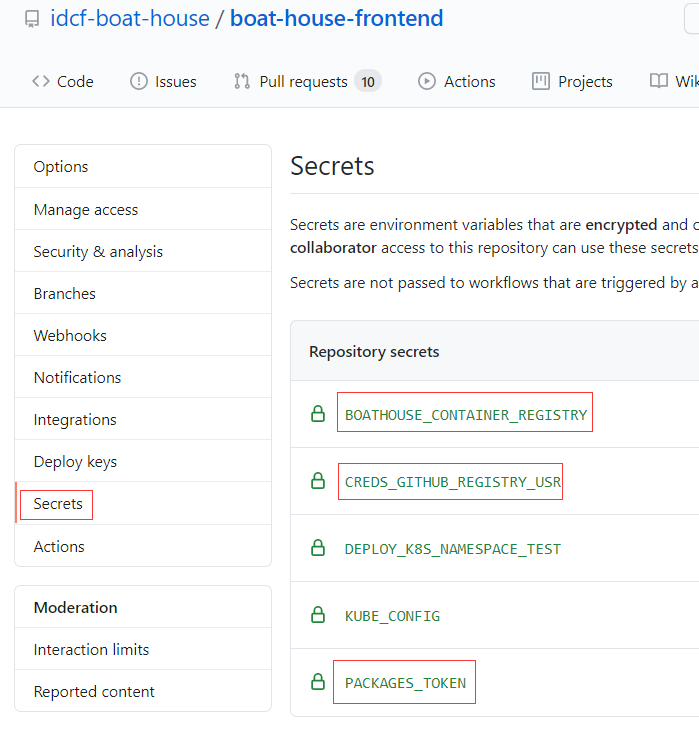 idcf-boat-house / boat-house-frontend
Code Issues Pull requests 10 Actions Projects
Options
Manage access
Security & analysis
Branches
Webhooks
Notifications
Integrations
Deploy keys
Secrets
Actions
Moderation
Interaction limits
Reported content
Secrets
Secrets are environment variables that are encrypted and
collaborator access to this repository can use these secrets
Secrets are not passed to workflows that are triggered by a
Repository secrets
BOATHOUSE_CONTAINER_REGISTRY
CREDS_GITHUB_REGISTRY_USR
DEPLOY_K8S_NAMESPACE_TEST
KUBE_CONFIG
PACKAGES_TOKEN